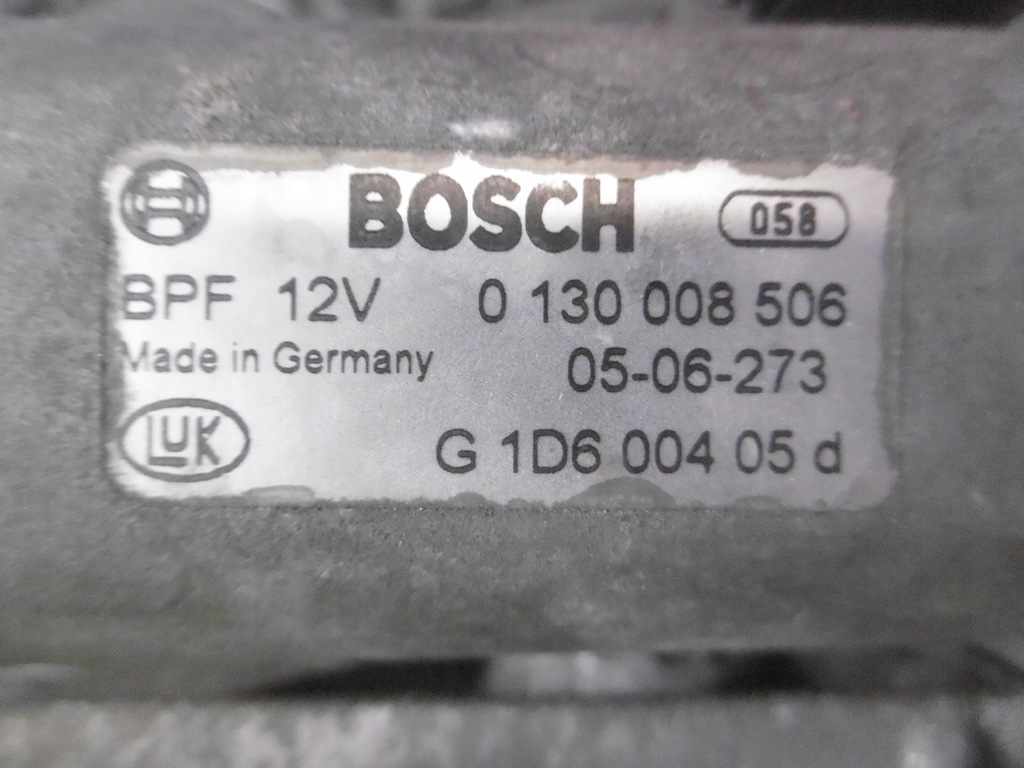 BOSCH 058
BPF 12V 0 130 008 506
Made in Germany 05-06-273
LUK G 1D6 004 05 d